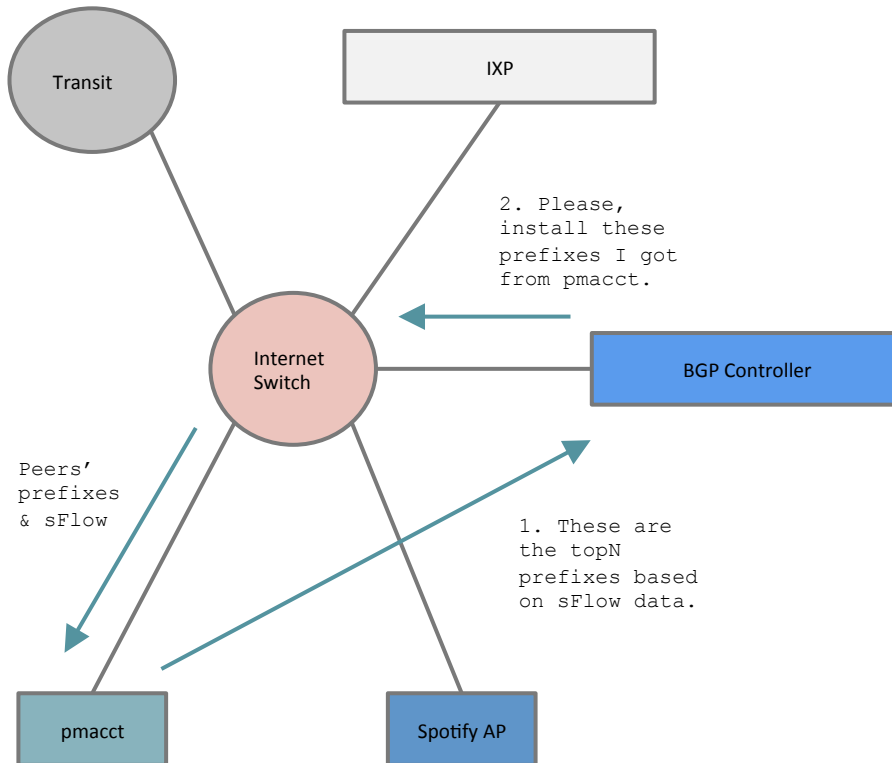 Transit
IXP
2. Please,
install these
prefixes I got
from pmacct.
Internet
Switch
BGP Controller
Peers’
prefixes
& sFlow
1. These are
the topN
prefixes based
on sFlow data.
pmacct
Spotify AP